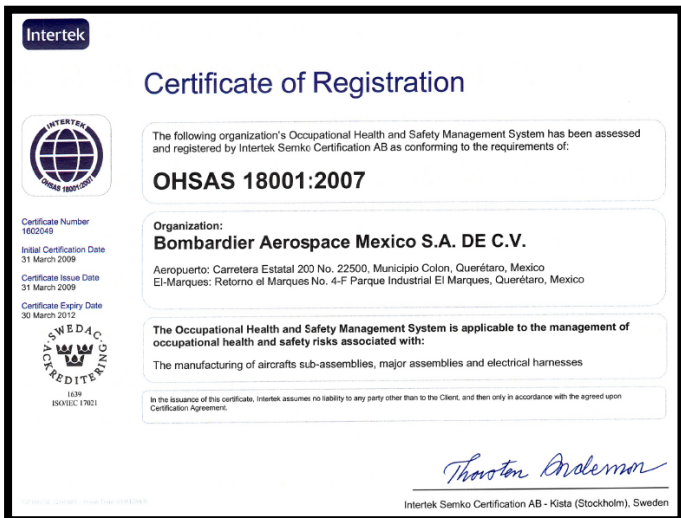 Intertek
Certificate of Registration
INTERTEK
OHSAS 18001:2007
The following organization's Occupational Health and Safety Management System has been assessed
and registered by Intertek Semko Certification AB as conforming to the requirements of:
OHSAS 18001:2007
Certificate Number
1602049
Initial Certification Date
31 March 2009
Certificate Issue Date
31 March 2009
Certificate Expiry Date
30 March 2012
SWEDAC
ACKREDITERING
1639
ISO/IEC 17021
Organization:
Bombardier Aerospace Mexico S.A. DE C.V.
Aeropuerto: Carretera Estatal 200 No. 22500, Municipio Colon, Querétaro, Mexico
El-Marques: Retorno el Marques No. 4-F Parque Industrial El Marques, Querétaro, Mexico
The Occupational Health and Safety Management System is applicable to the management of
occupational health and safety risks associated with:
The manufacturing of aircrafts sub-assemblies, major assemblies and electrical harnesses
In the issuance of this certificate, Intertek assumes no liability to any party other than to the Client, and then only in accordance with the agreed upon
Certification Agreement.
Intertek Semko Certification AB - Kista (Stockholm), Sweden